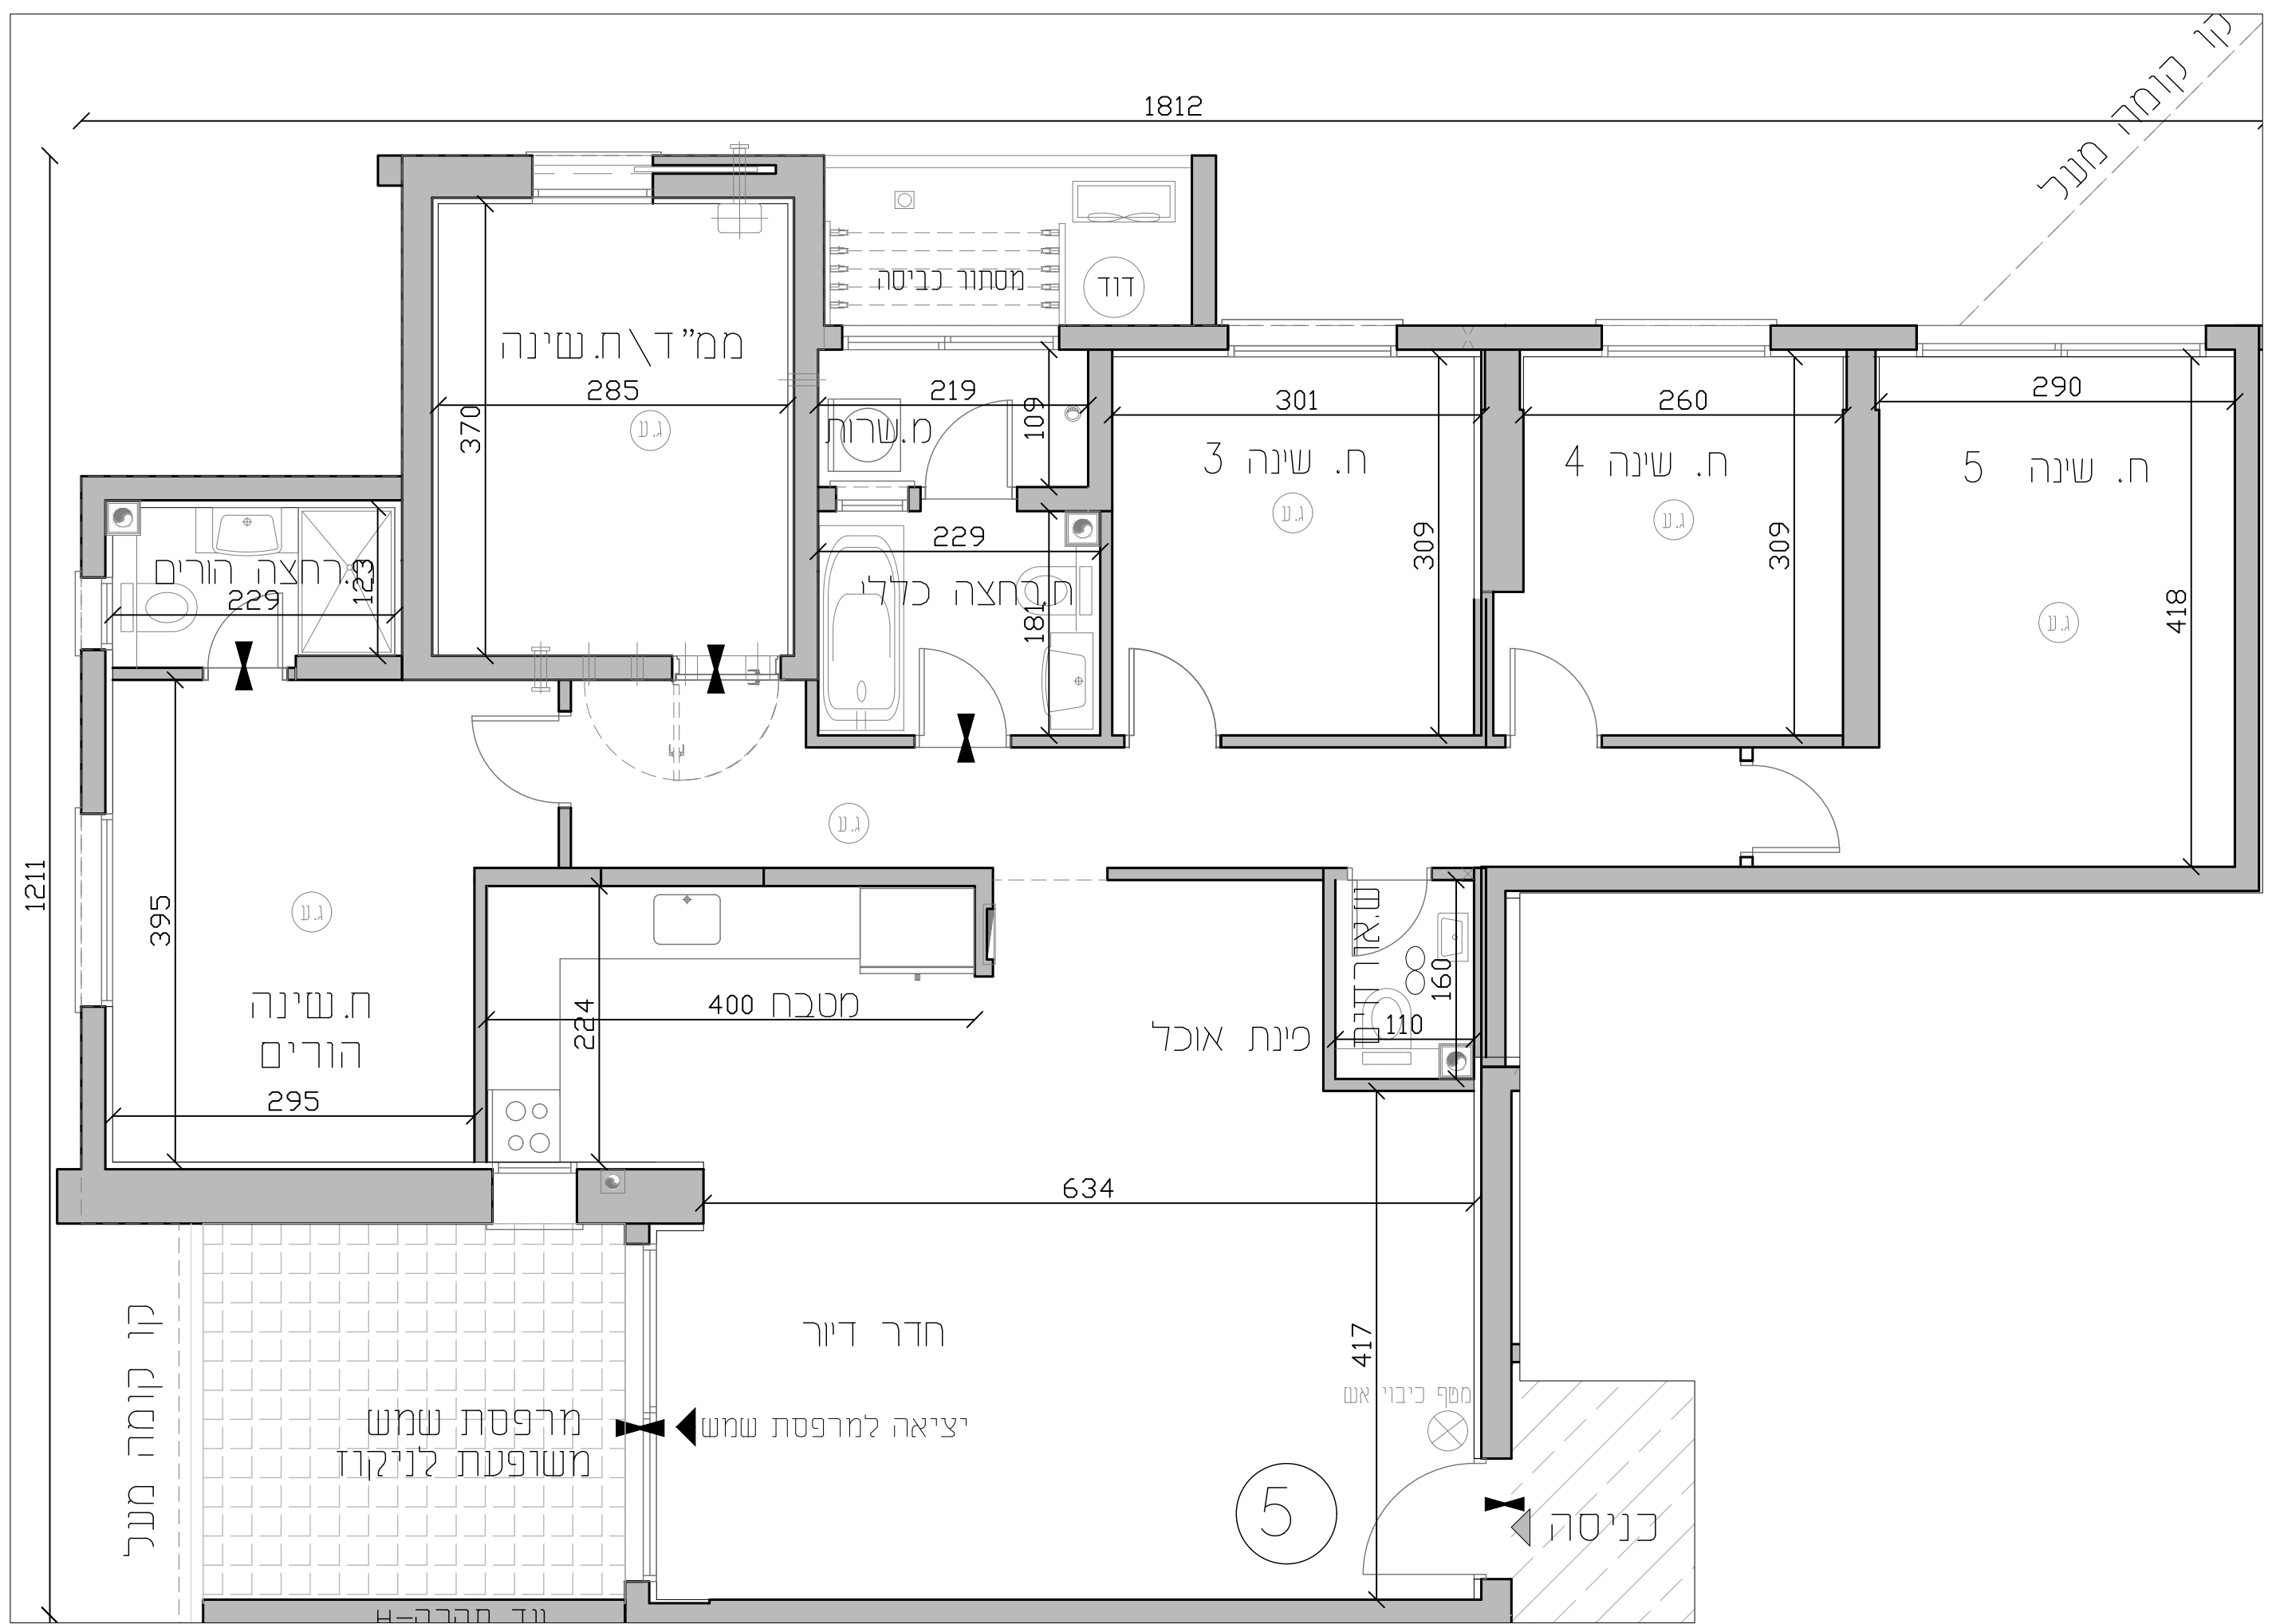 קו קומה מעל
1812
1211
מסתור כביסה
דוד
ממ"ד\ח.שינה
285
370
ג.ע
219
109
מ.שרות
301
ח. שינה 3
ג.ע
309
260
ח. שינה 4
ג.ע
309
290
ח. שינה 5
ג.ע
418
ח.רחצה הורים
229
123
229
ח.רחצה כללי
181
ג.ע
395
ג.ע
ח.שינה
הורים
295
224
400 מטבח
פינת אוכל
ש.אורחים
160
110
634
417
חדר דיור
קו קומה מעל
מרפסת שמש
משופעת לניקוז
יציאה למרפסת שמש
מטף כיבוי אש
5
כניסה